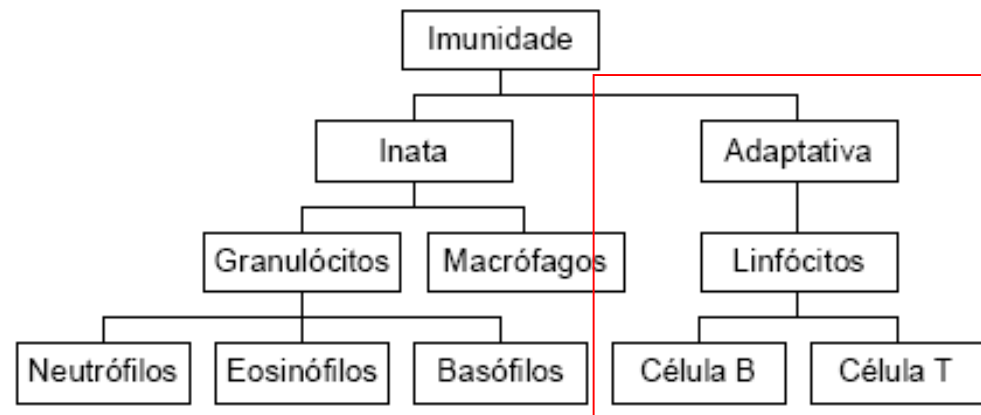 Imunidade
Inata
Adaptativa
Granulócitos
Macrófagos
Linfócitos
Neutrófilos
Eosinófilos
Basófilos
Célula B
Célula T